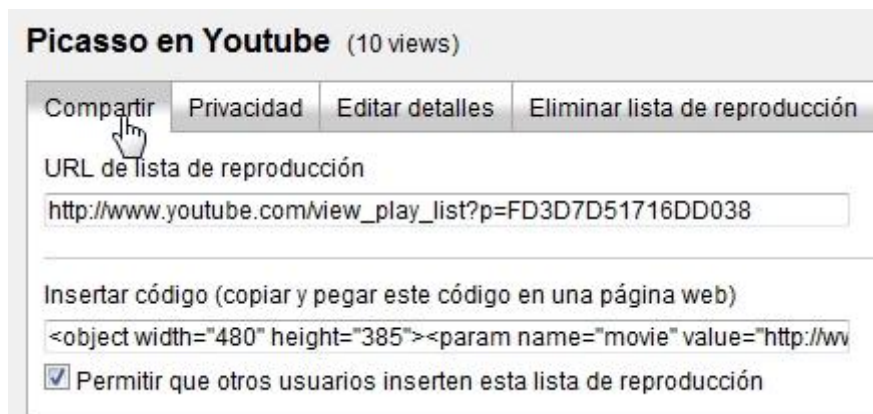 Picasso en Youtube (10 views)
Compartir Privacidad Editar detalles Eliminar lista de reproducción
URL de lista de reproducción
http://www.youtube.com/view_play_list?p=FD3D7D51716DD038
Insertar código (copiar y pegar este código en una página web)
<object width="480" height="385"><param name="movie" value="http://ww
Permitir que otros usuarios inserten esta lista de reproducción